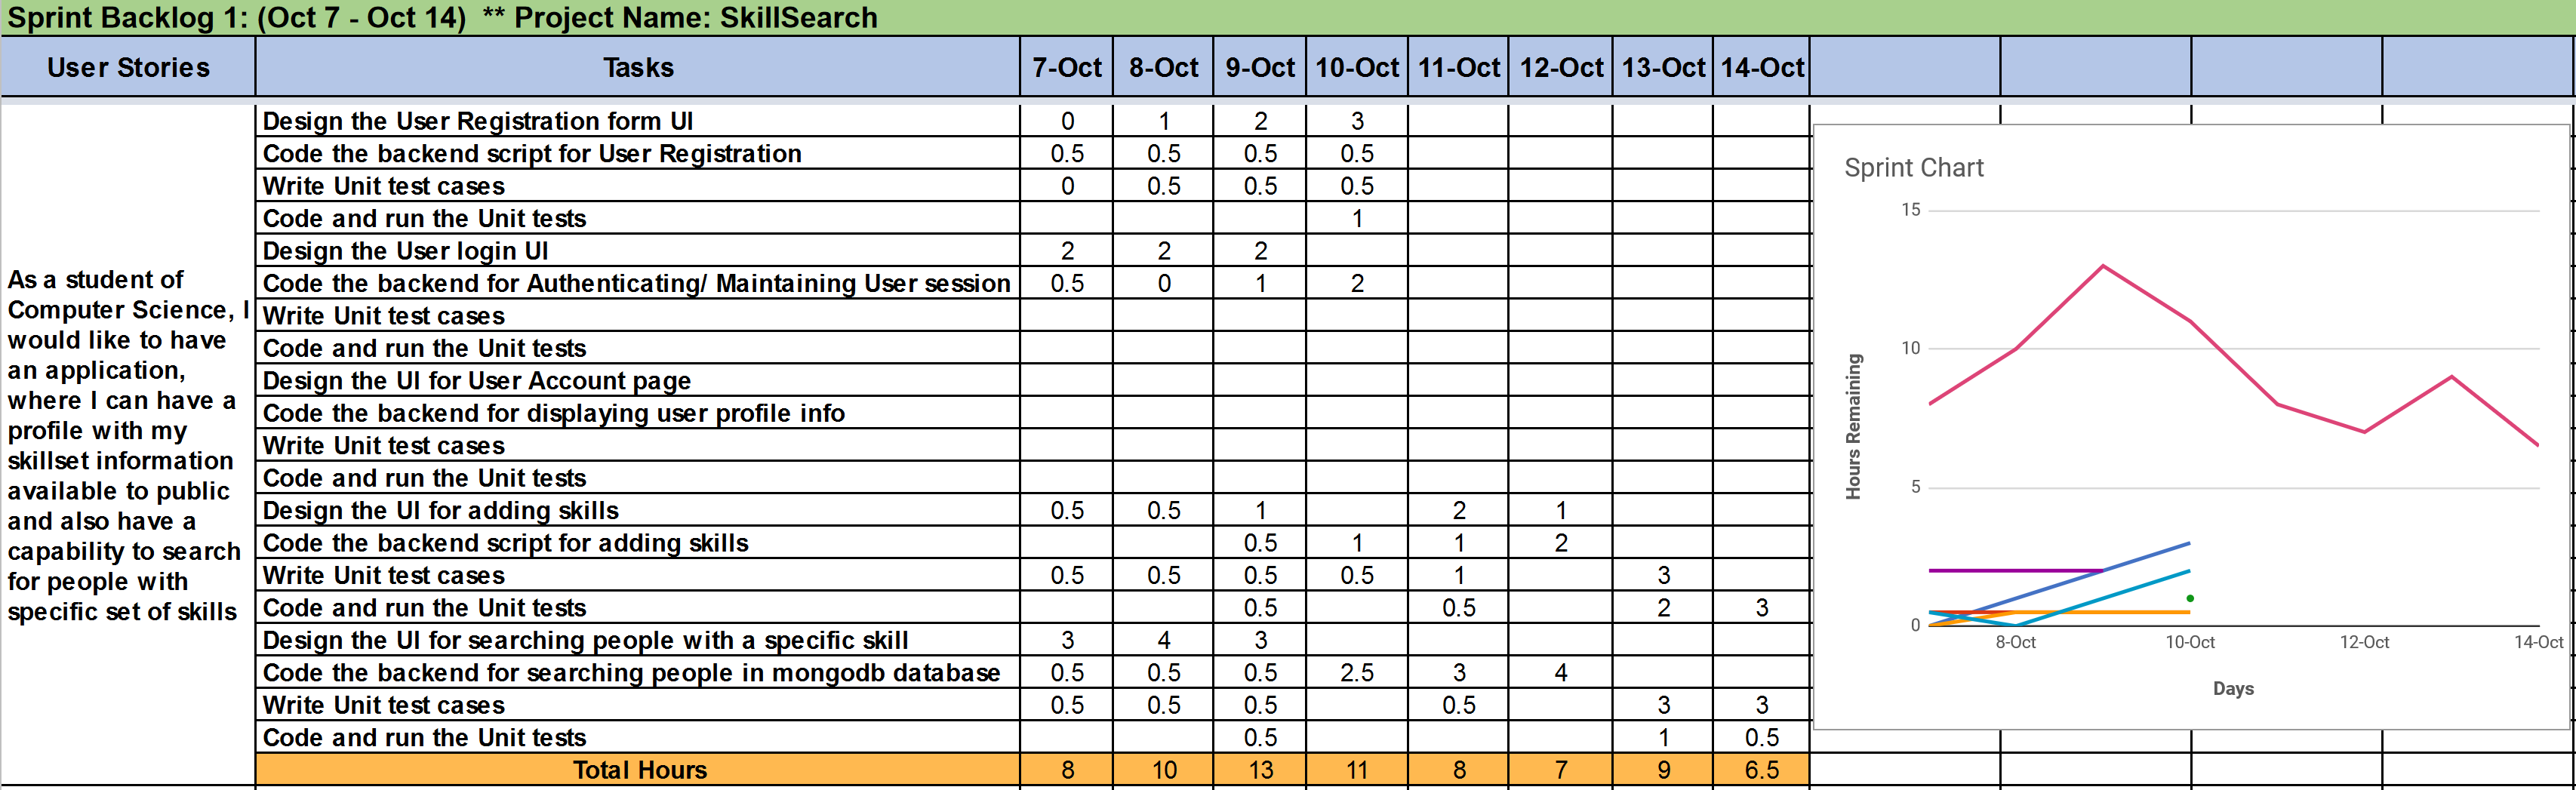 Sprint Backlog 1: (Oct 7 - Oct 14)  ** Project Name: SkillSearch
User Stories Tasks 7-Oct 8-Oct 9-Oct 10-Oct 11-Oct 12-Oct 13-Oct 14-Oct
As a student of
Computer Science, I
would like to have
an application,
where I can have a
profile with my
skillset information
available to public
and also have a
capability to search
for people with
specific set of skills
Design the User Registration form UI 0 1 2 3
Code the backend script for User Registration 0.5 0.5 0.5 0.5
Write Unit test cases 0 0.5 0.5 0.5
Code and run the Unit tests 1
Design the User login UI 2 2 2
Code the backend for Authenticating/ Maintaining User session 0.5 0 1 2
Write Unit test cases
Code and run the Unit tests
Design the UI for User Account page
Code the backend for displaying user profile info
Write Unit test cases
Code and run the Unit tests
Design the UI for adding skills 0.5 0.5 1 2 1
Code the backend script for adding skills 0.5 1 1 2
Write Unit test cases 0.5 0.5 0.5 0.5 1 3
Code and run the Unit tests 0.5 0.5 2 3
Design the UI for searching people with a specific skill 3 4 3
Code the backend for searching people in mongodb database 0.5 0.5 0.5 2.5 3 4
Write Unit test cases 0.5 0.5 0.5 0.5 3 3
Code and run the Unit tests 0.5 1 0.5
Total Hours 8 10 13 11 8 7 9 6.5
Sprint Chart
Hours Remaining
15
10
5
0
8-Oct 10-Oct 12-Oct 14-Oct
Days